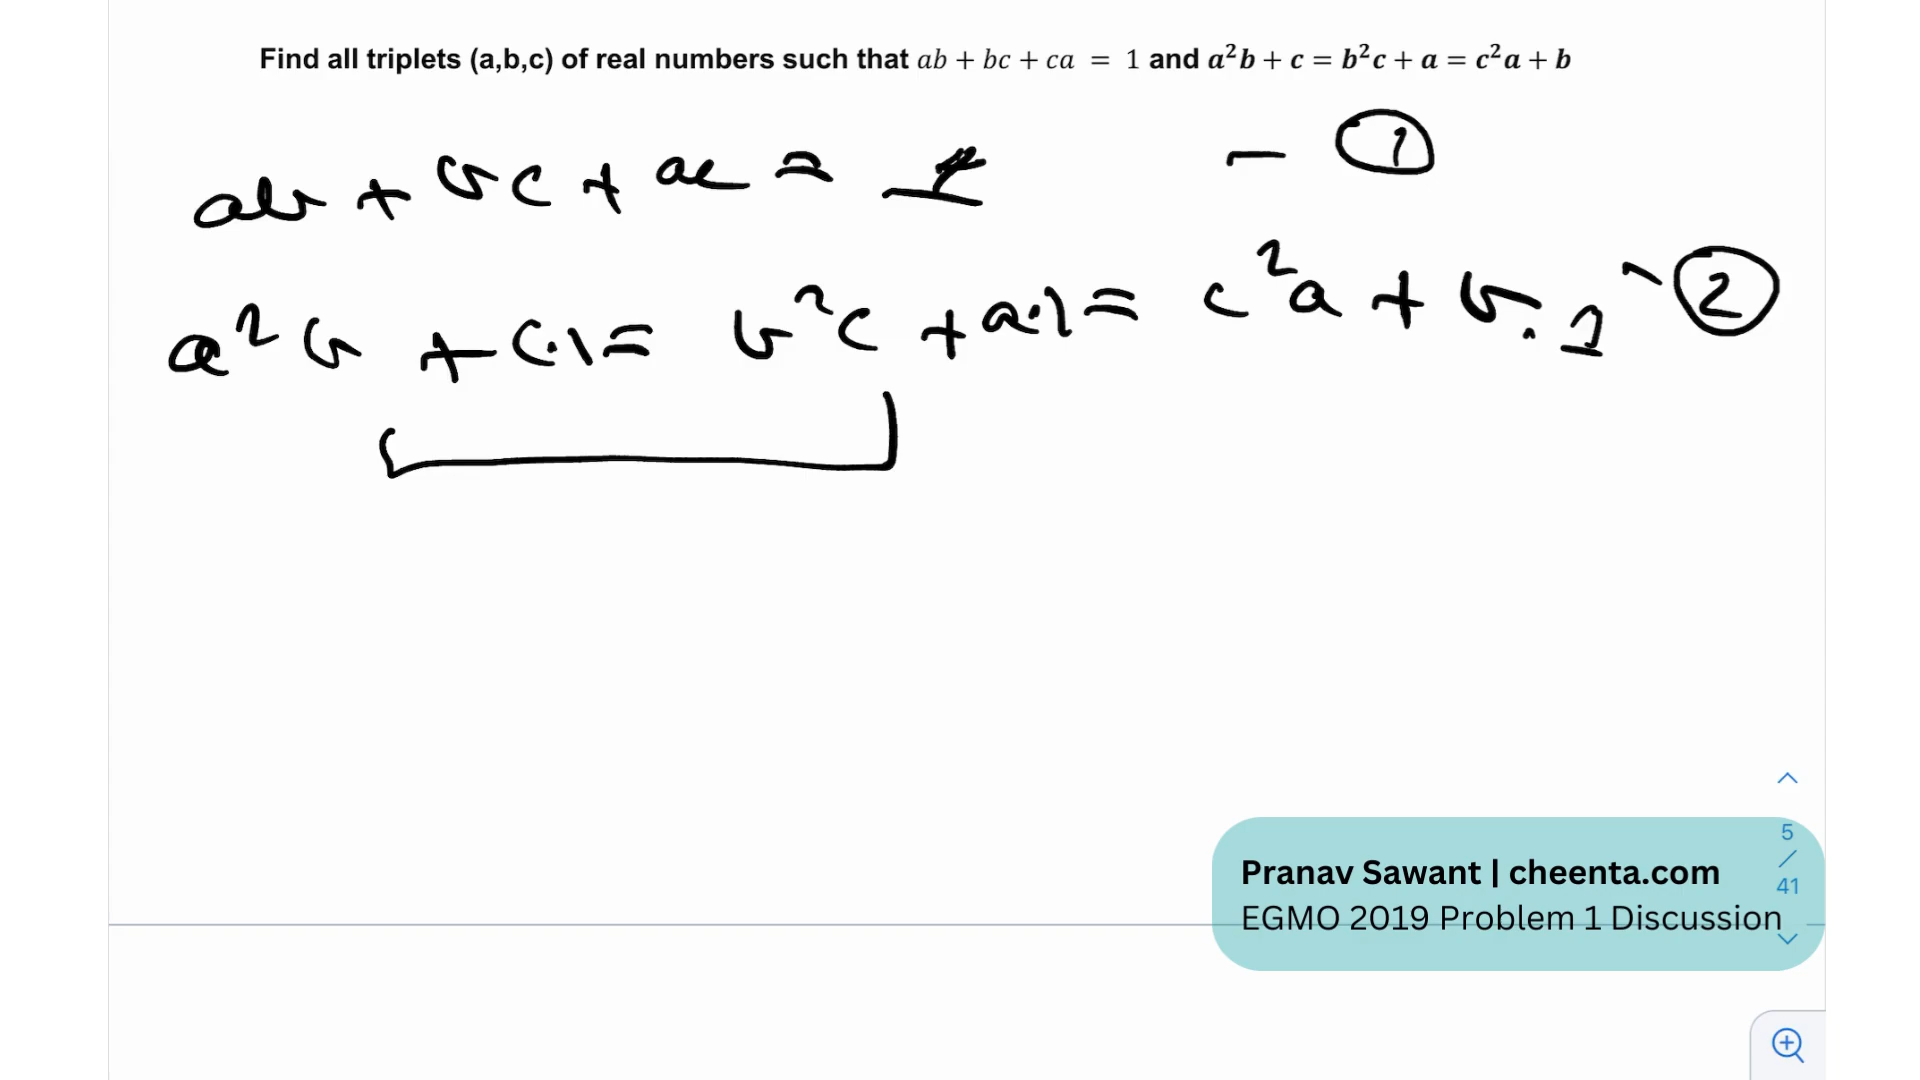 Find all triplets (a,b,c) of real numbers such that ab + bc + ca = 1 and a²b + c = b²c + a = c²a + b
ab + bc + ac = 1 - ①
a²b + c.1 = b²c + a.1 = c²a + b.1 - ②
5
/
41
Pranav Sawant | cheenta.com
EGMO 2019 Problem 1 Discussion